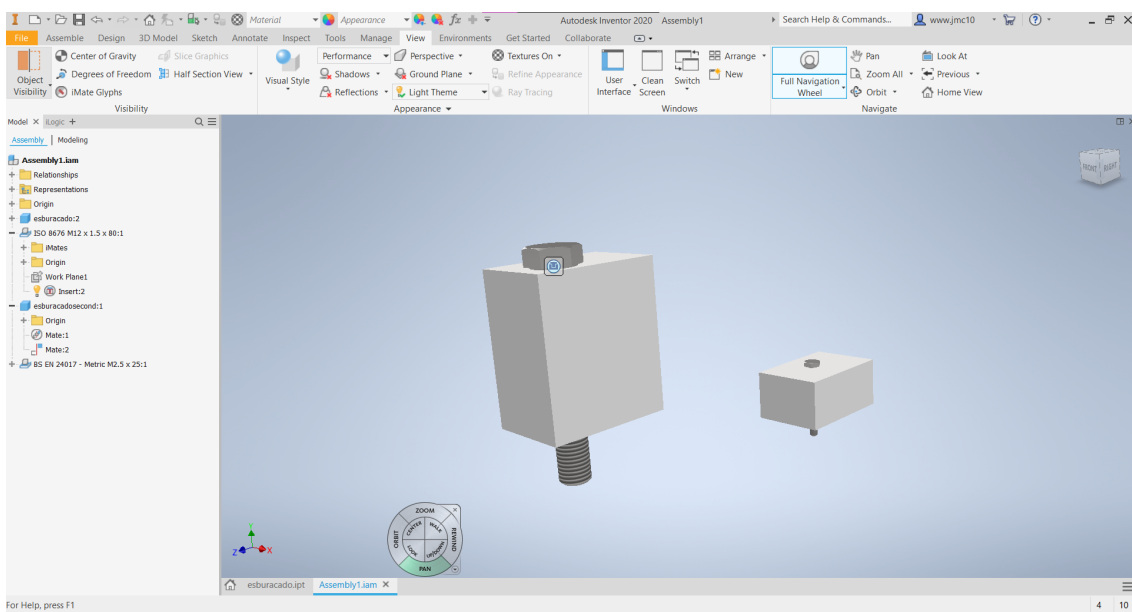 Material Appearance fx Autodesk Inventor 2020 Assembly1 Search Help & Commands... www.jmc10
File Assemble Design 3D Model Sketch Annotate Inspect Tools Manage View Environments Get Started Collaborate
Center of Gravity Slice Graphics Performance Perspective Textures On Arrange Pan Look At
Object Visibility Degrees of Freedom Half Section View Visual Style Shadows Ground Plane Refine Appearance User Interface Clean Screen Switch New Full Navigation Wheel Zoom All Previous
iMate Glyphs Reflections Light Theme Ray Tracing Orbit Home View
Visibility Appearance Windows Navigate
Model iLogic
Assembly Modeling
Assembly1.iam
Relationships
Representations
Origin
esburacado:2
ISO 8676 M12 x 1.5 x 80:1
iMates
Origin
Work Plane1
Insert:2
esburacadosecond:1
Origin
Mate:1
Mate:2
BS EN 24017 - Metric M2.5 x 25:1
FRONT RIGHT
ZOOM
ORBIT CENTER WALK REWIND
LOOK UP/DOWN
PAN
Y
Z X
esburacado.ipt Assembly1.iam
For Help, press F1 4 10